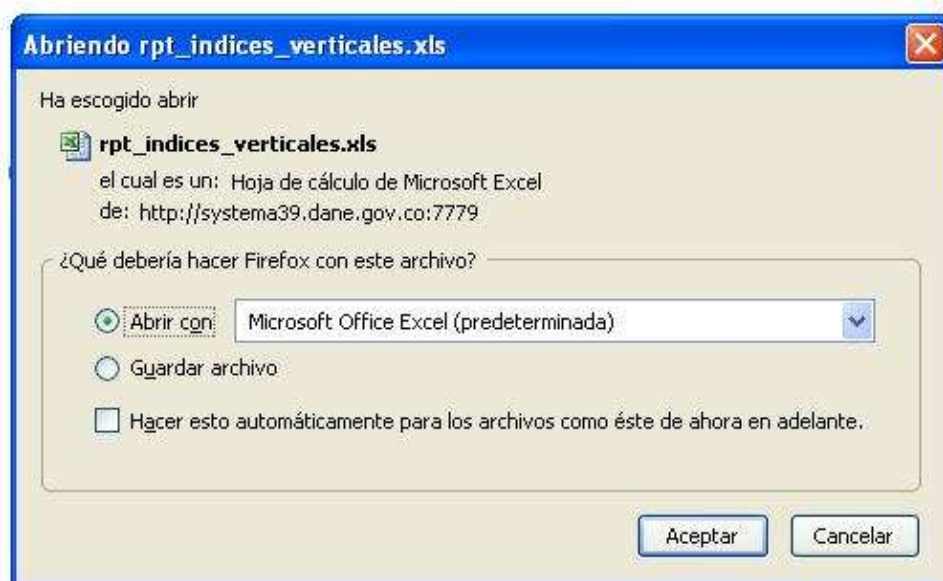 Abriendo rpt_indices_verticales.xls
Ha escogido abrir
rpt_indices_verticales.xls
el cual es un: Hoja de cálculo de Microsoft Excel
de: http://systema39.dane.gov.co:7779
¿Qué debería hacer Firefox con este archivo?
Abrir con Microsoft Office Excel (predeterminada)
Guardar archivo
Hacer esto automáticamente para los archivos como éste de ahora en adelante.
Aceptar Cancelar